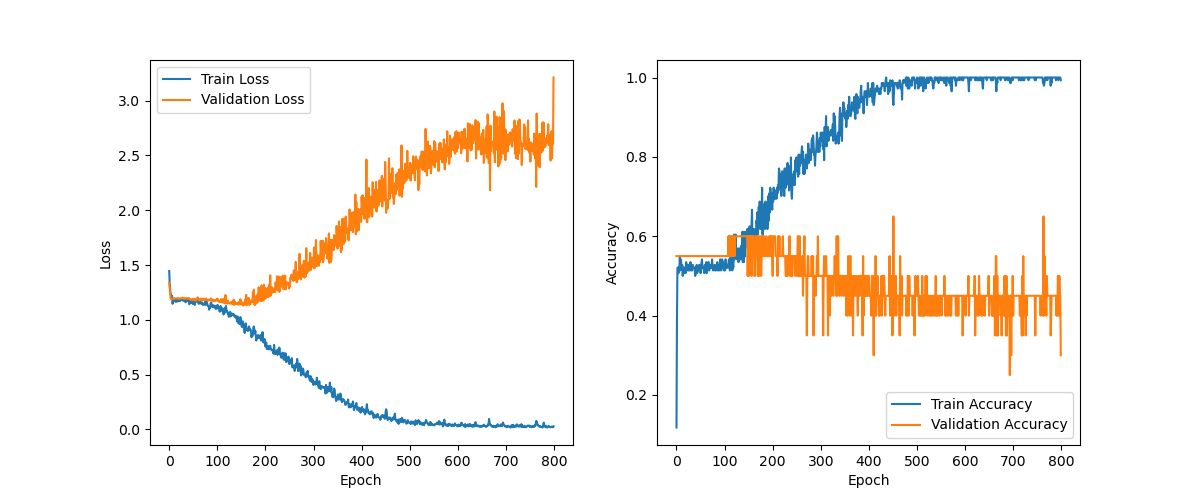 Train Loss
Validation Loss
3.0
2.5
2.0
1.5
1.0
0.5
0.0
Loss
0 100 200 300 400 500 600 700 800
Epoch
1.0
0.8
0.6
0.4
0.2
Accuracy
Train Accuracy
Validation Accuracy
0 100 200 300 400 500 600 700 800
Epoch